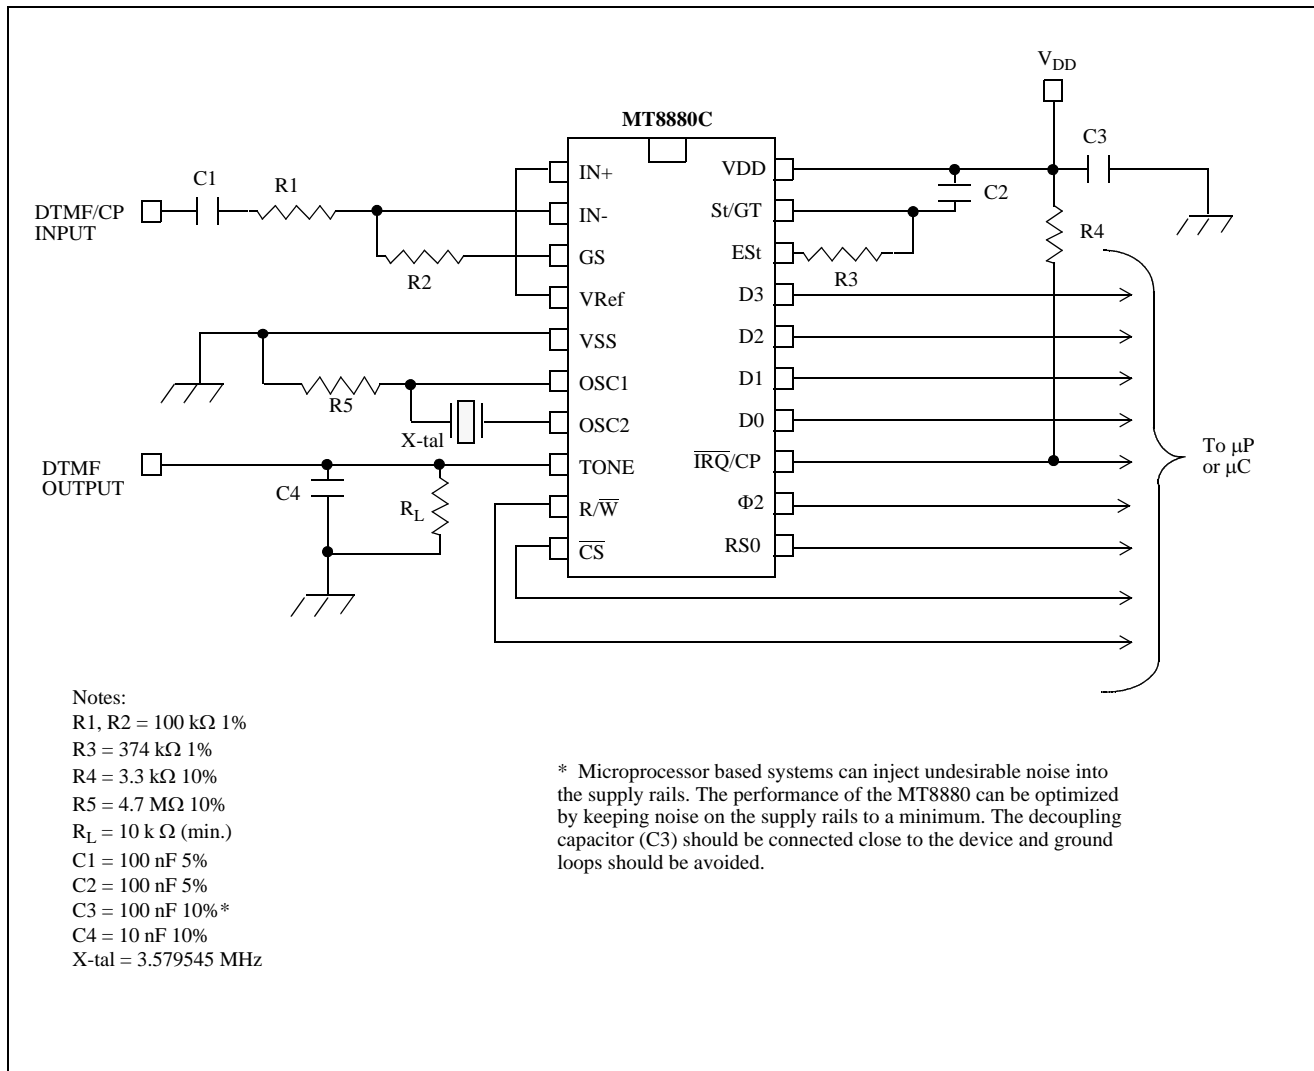 V_DD
MT8880C
C3
C1
R1
DTMF/CP
INPUT
R2
IN+
IN-
GS
VRef
VSS
OSC1
OSC2
TONE
R/W̅
C̅S̅
VDD
St/GT
ESt
D3
D2
D1
D0
I̅R̅Q̅/CP
Φ2
RS0
C2
R3
R4
R5
X-tal
DTMF
OUTPUT
C4
R_L
To µP
or µC
Notes:
R1, R2 = 100 kΩ 1%
R3 = 374 kΩ 1%
R4 = 3.3 kΩ 10%
R5 = 4.7 MΩ 10%
R_L = 10 k Ω (min.)
C1 = 100 nF 5%
C2 = 100 nF 5%
C3 = 100 nF 10%*
C4 = 10 nF 10%
X-tal = 3.579545 MHz
* Microprocessor based systems can inject undesirable noise into
the supply rails. The performance of the MT8880 can be optimized
by keeping noise on the supply rails to a minimum. The decoupling
capacitor (C3) should be connected close to the device and ground
loops should be avoided.